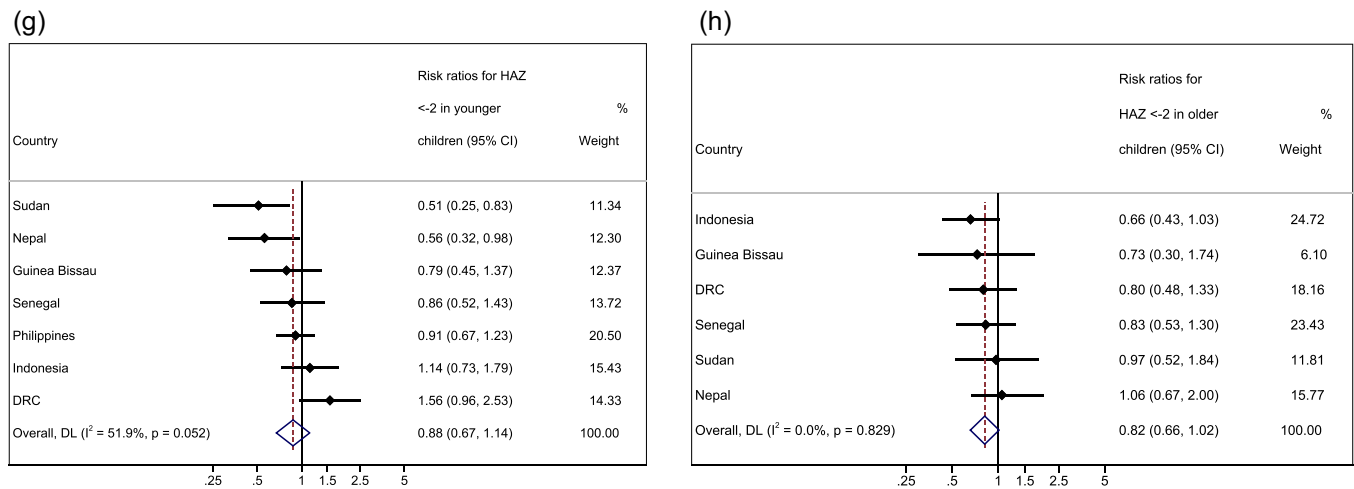 (g)
Risk ratios for HAZ
<-2 in younger %
Country children (95% CI) Weight
Sudan 0.51 (0.25, 0.83) 11.34
Nepal 0.56 (0.32, 0.98) 12.30
Guinea Bissau 0.79 (0.45, 1.37) 12.37
Senegal 0.86 (0.52, 1.43) 13.72
Philippines 0.91 (0.67, 1.23) 20.50
Indonesia 1.14 (0.73, 1.79) 15.43
DRC 1.56 (0.96, 2.53) 14.33
Overall, DL (I² = 51.9%, p = 0.052) 0.88 (0.67, 1.14) 100.00
.25 .5 1 1.5 2.5 5
(h)
Risk ratios for
HAZ <-2 in older %
Country children (95% CI) Weight
Indonesia 0.66 (0.43, 1.03) 24.72
Guinea Bissau 0.73 (0.30, 1.74) 6.10
DRC 0.80 (0.48, 1.33) 18.16
Senegal 0.83 (0.53, 1.30) 23.43
Sudan 0.97 (0.52, 1.84) 11.81
Nepal 1.06 (0.67, 2.00) 15.77
Overall, DL (I² = 0.0%, p = 0.829) 0.82 (0.66, 1.02) 100.00
.25 .5 1 1.5 2.5 5